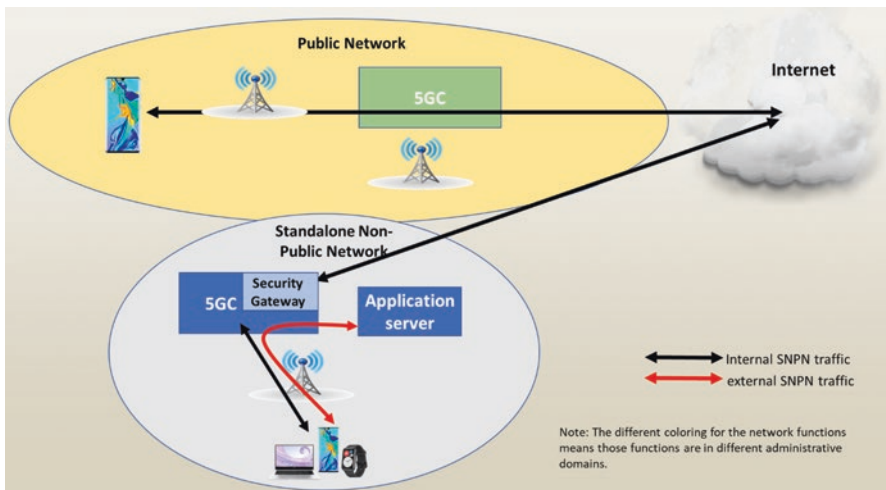 Public Network
Internet
5GC
Standalone Non-
Public Network
Security
Gateway
5GC
Application
server
Internal SNPN traffic
external SNPN traffic
Note: The different coloring for the network functions
means those functions are in different administrative
domains.